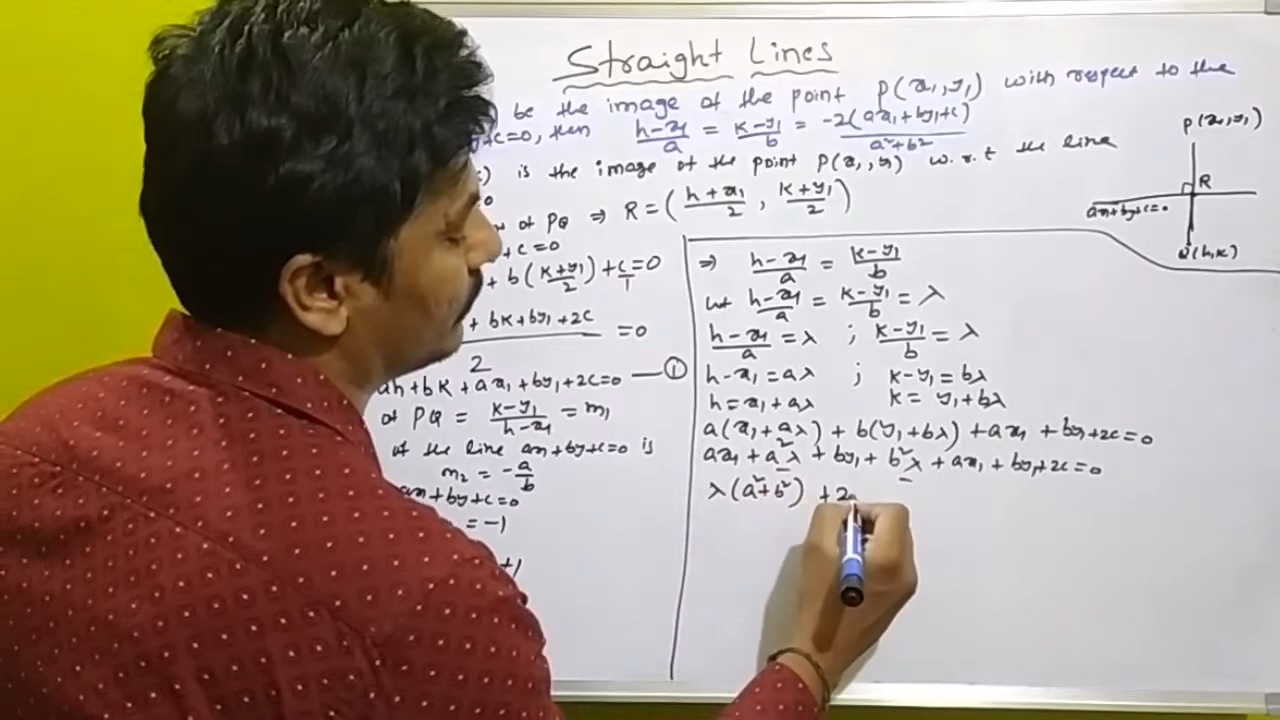 Straight Lines
be the image of the point P(x₁,y₁) with respect to the
+c=0, then (h-x₁)/a = (k-y₁)/b = -2(ax₁+by₁+c)/(a²+b²)
) is the image of the point P(x₁,y₁) w.r.t the line
of PQ ⇒ R = ((h+x₁)/2 , (k+y₁)/2)
+c=0
+ b((k+y₁)/2) + c/1 =0
+ bk+by₁+2c / 2 =0
ah+bk+ax₁+by₁+2c=0 — ①
of PQ = (k-y₁)/(h-x₁) = m₁
of the line ax+by+c=0 is
m₂ = -a/b
ax+by+c=0
= -1
⇒ (h-x₁)/a = (k-y₁)/b
let (h-x₁)/a = (k-y₁)/b = λ
(h-x₁)/a = λ ; (k-y₁)/b = λ
h-x₁ = aλ ; k-y₁ = bλ
h = x₁+aλ k = y₁+bλ
a(x₁+aλ) + b(y₁+bλ) + ax₁ + by₁+2c=0
ax₁ + a²λ + by₁ + b²λ + ax₁ + by₁+2c=0
λ(a²+b²) +2
P(x₁,y₁)
R
ax+by+c=0
Q(h,k)